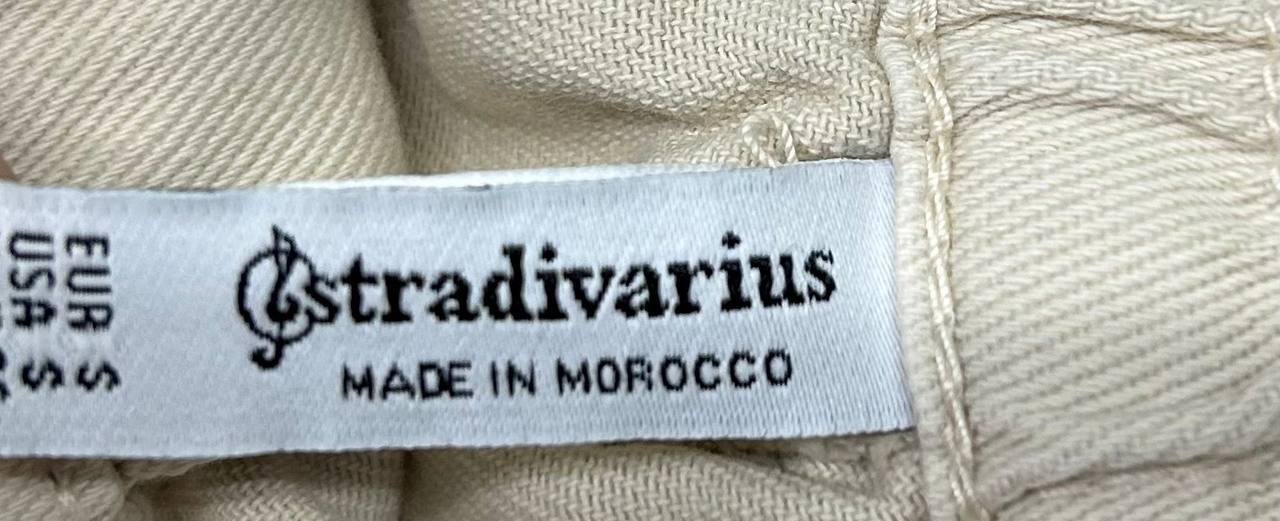 stradivarius
MADE IN MOROCCO
EUR S
USA S